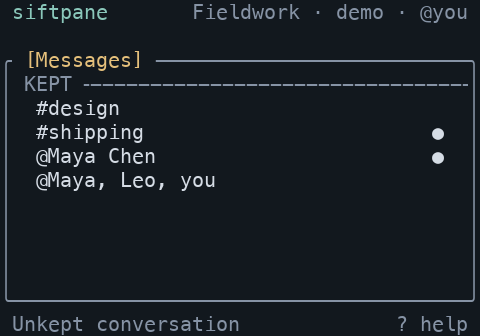 siftpane Fieldwork · demo · @you
[Messages]
KEPT
#design
#shipping ●
@Maya Chen ●
@Maya, Leo, you
Unkept conversation ? help